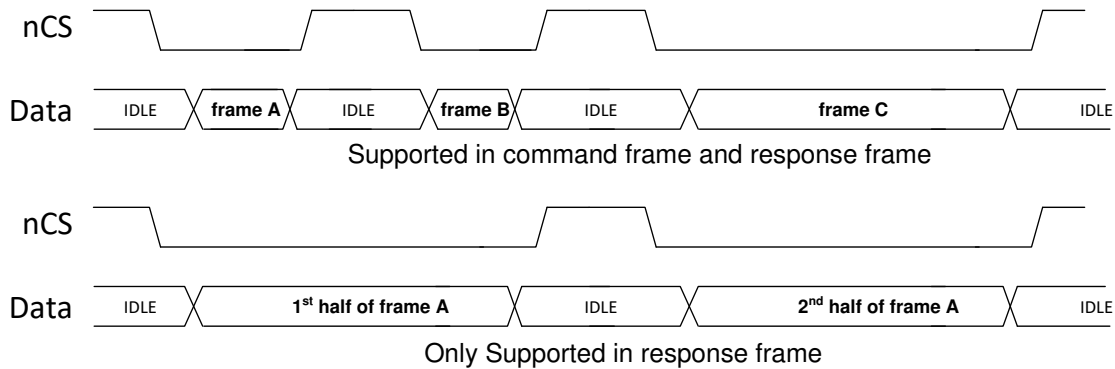 nCS
Data IDLE frame A IDLE frame B IDLE frame C IDLE
Supported in command frame and response frame
nCS
Data IDLE 1st half of frame A IDLE 2nd half of frame A IDLE
Only Supported in response frame